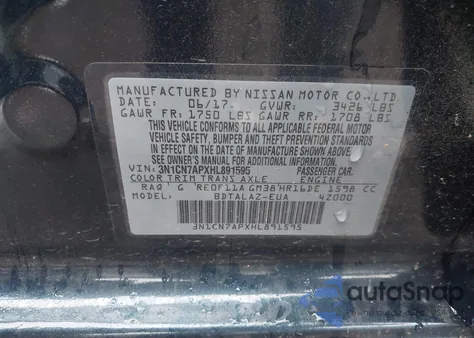 MANUFACTURED BY NISSAN MOTOR CO.,LTD.
DATE: 06/17. GVWR: 3426 LBS
GAWR FR: 1750 LBS GAWR RR: 1708 LBS
THIS VEHICLE CONFORMS TO ALL APPLICABLE FEDERAL MOTOR
VEHICLE SAFETY, BUMPER, AND THEFT PREVENTION STANDARDS
IN EFFECT ON THE DATE OF MANUFACTURE SHOWN ABOVE.
SEE OWNER'S MANUAL FOR ADDITIONAL INFORMATION.
VIN: 3N1CN7APXHL891595 PASSENGER CAR.
COLOR TRIM TRANS AXLE ENGINE
RAQ G RE0F11A GM38 HR16DE 1598 CC
MODEL: BDTALAZ-EUA 42000
3N1CN7APXHL891595
autoSnap